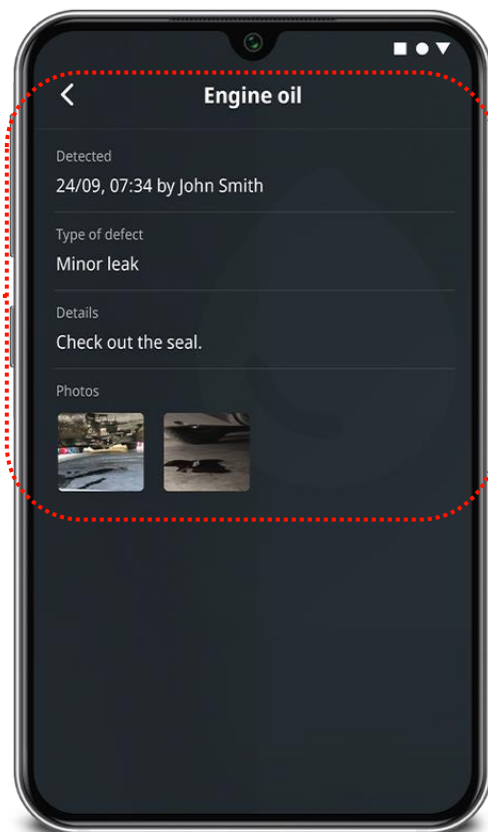 Engine oil
Detected
24/09, 07:34 by John Smith
Type of defect
Minor leak
Details
Check out the seal.
Photos